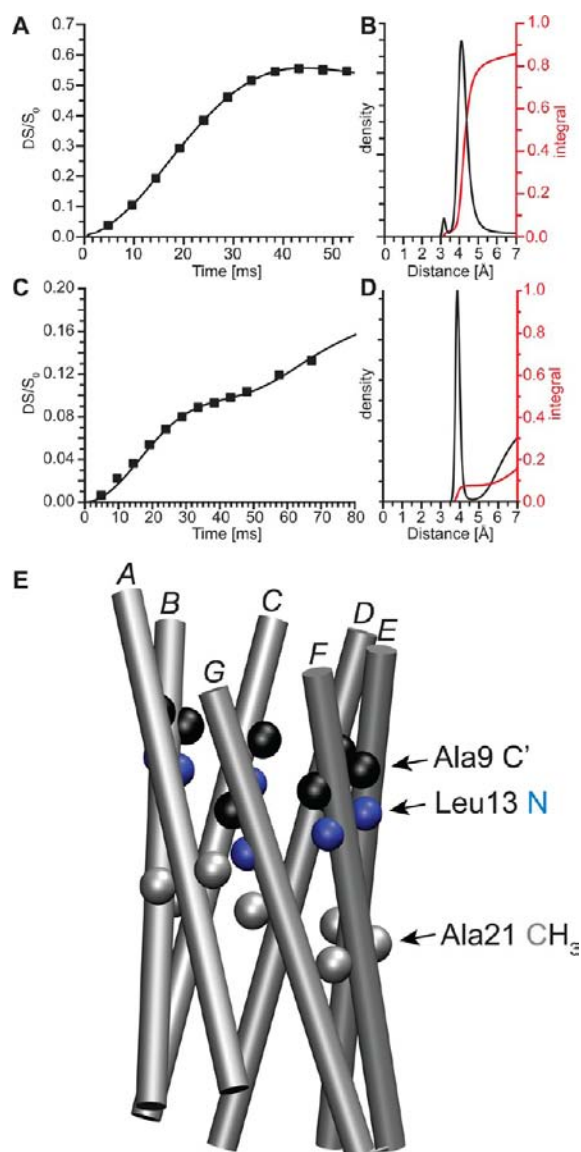 A
DS/S0
0.7
0.6
0.5
0.4
0.3
0.2
0.1
0.0
0 10 20 30 40 50
Time [ms]
B
density
1.0
0.8
0.6
0.4
0.2
0
integral
0 1 2 3 4 5 6 7
Distance [Å]
C
DS/S0
0.20
0.16
0.12
0.08
0.04
0.00
0 10 20 30 40 50 60 70 80
Time [ms]
D
density
1.0
0.8
0.6
0.4
0.2
0.0
integral
0 1 2 3 4 5 6 7
Distance [Å]
E
A B C D E
G F
Ala9 C'
Leu13 N
Ala21 CH3